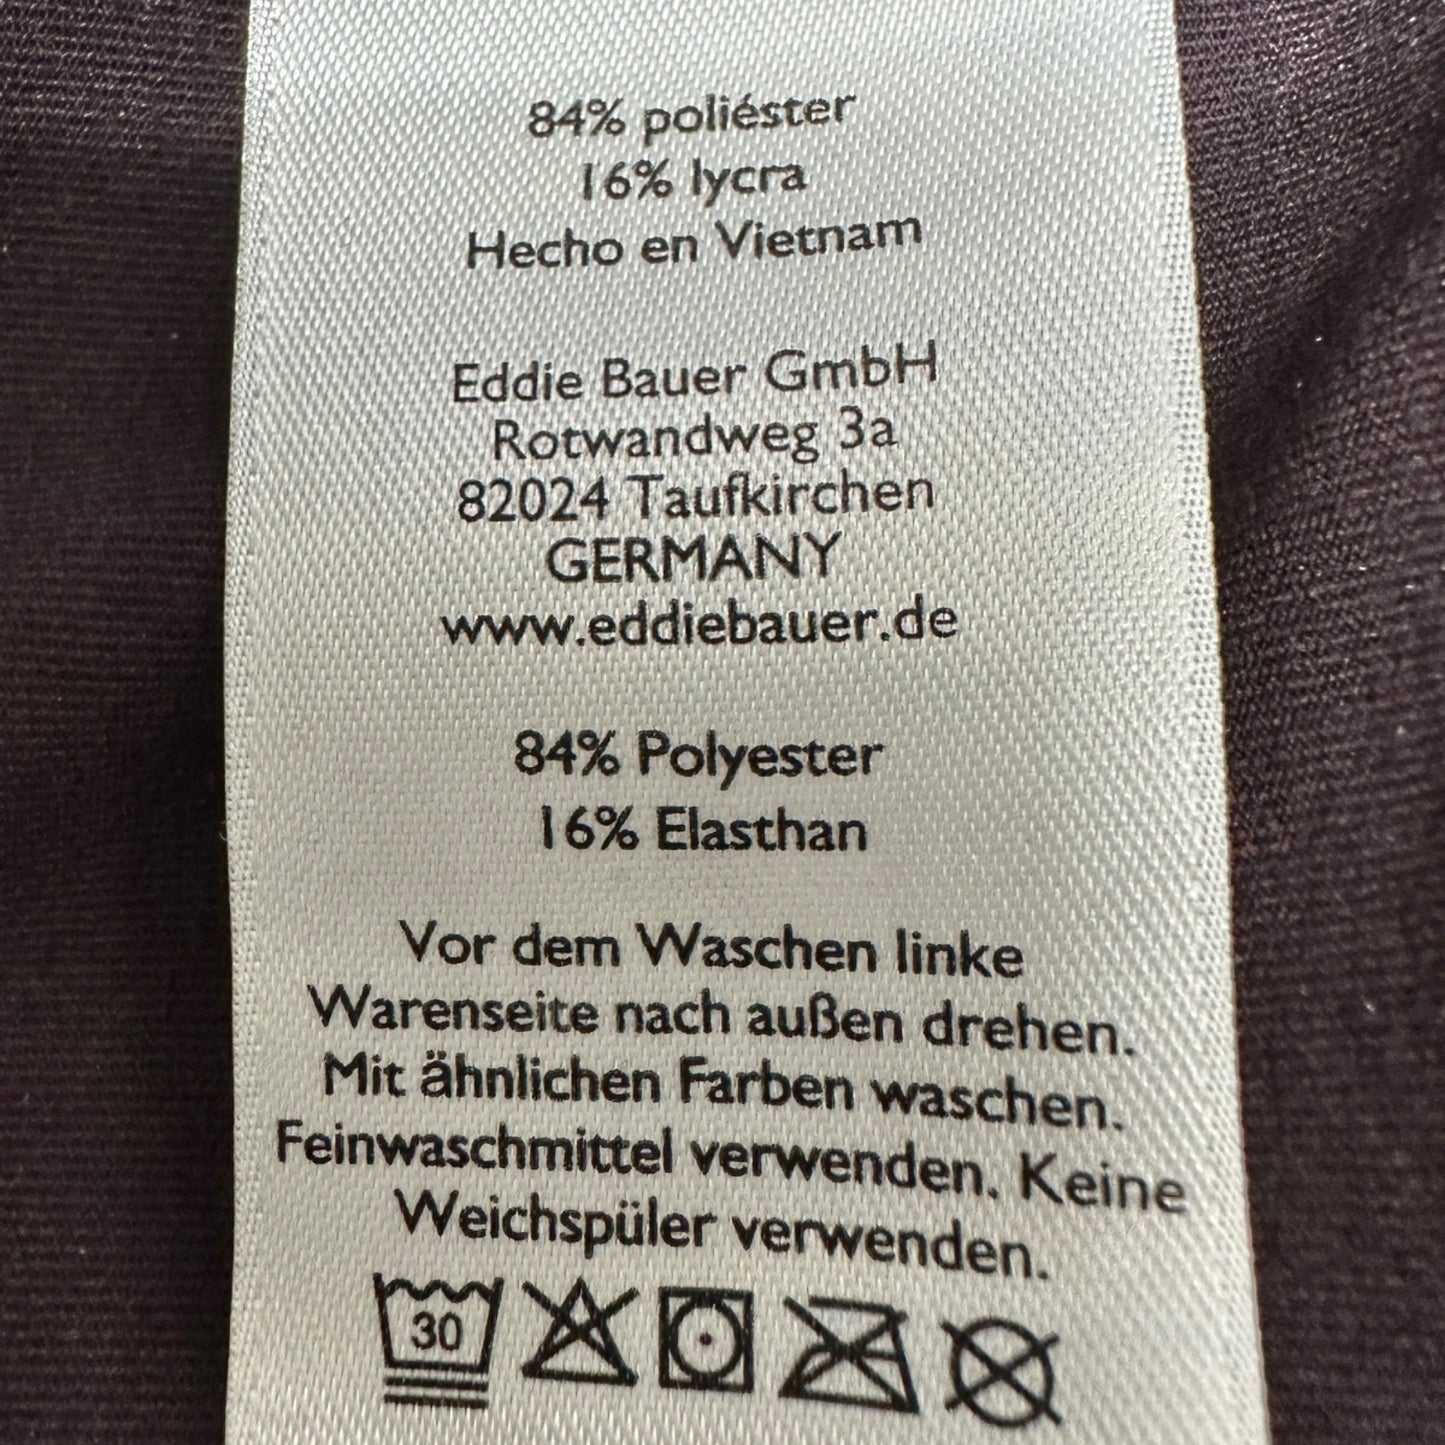 84% poliéster
16% lycra
Hecho en Vietnam
Eddie Bauer GmbH
Rotwandweg 3a
82024 Taufkirchen
GERMANY
www.eddiebauer.de
84% Polyester
16% Elasthan
Vor dem Waschen linke
Warenseite nach außen drehen.
Mit ähnlichen Farben waschen.
Feinwaschmittel verwenden. Keine
Weichspüler verwenden.
30